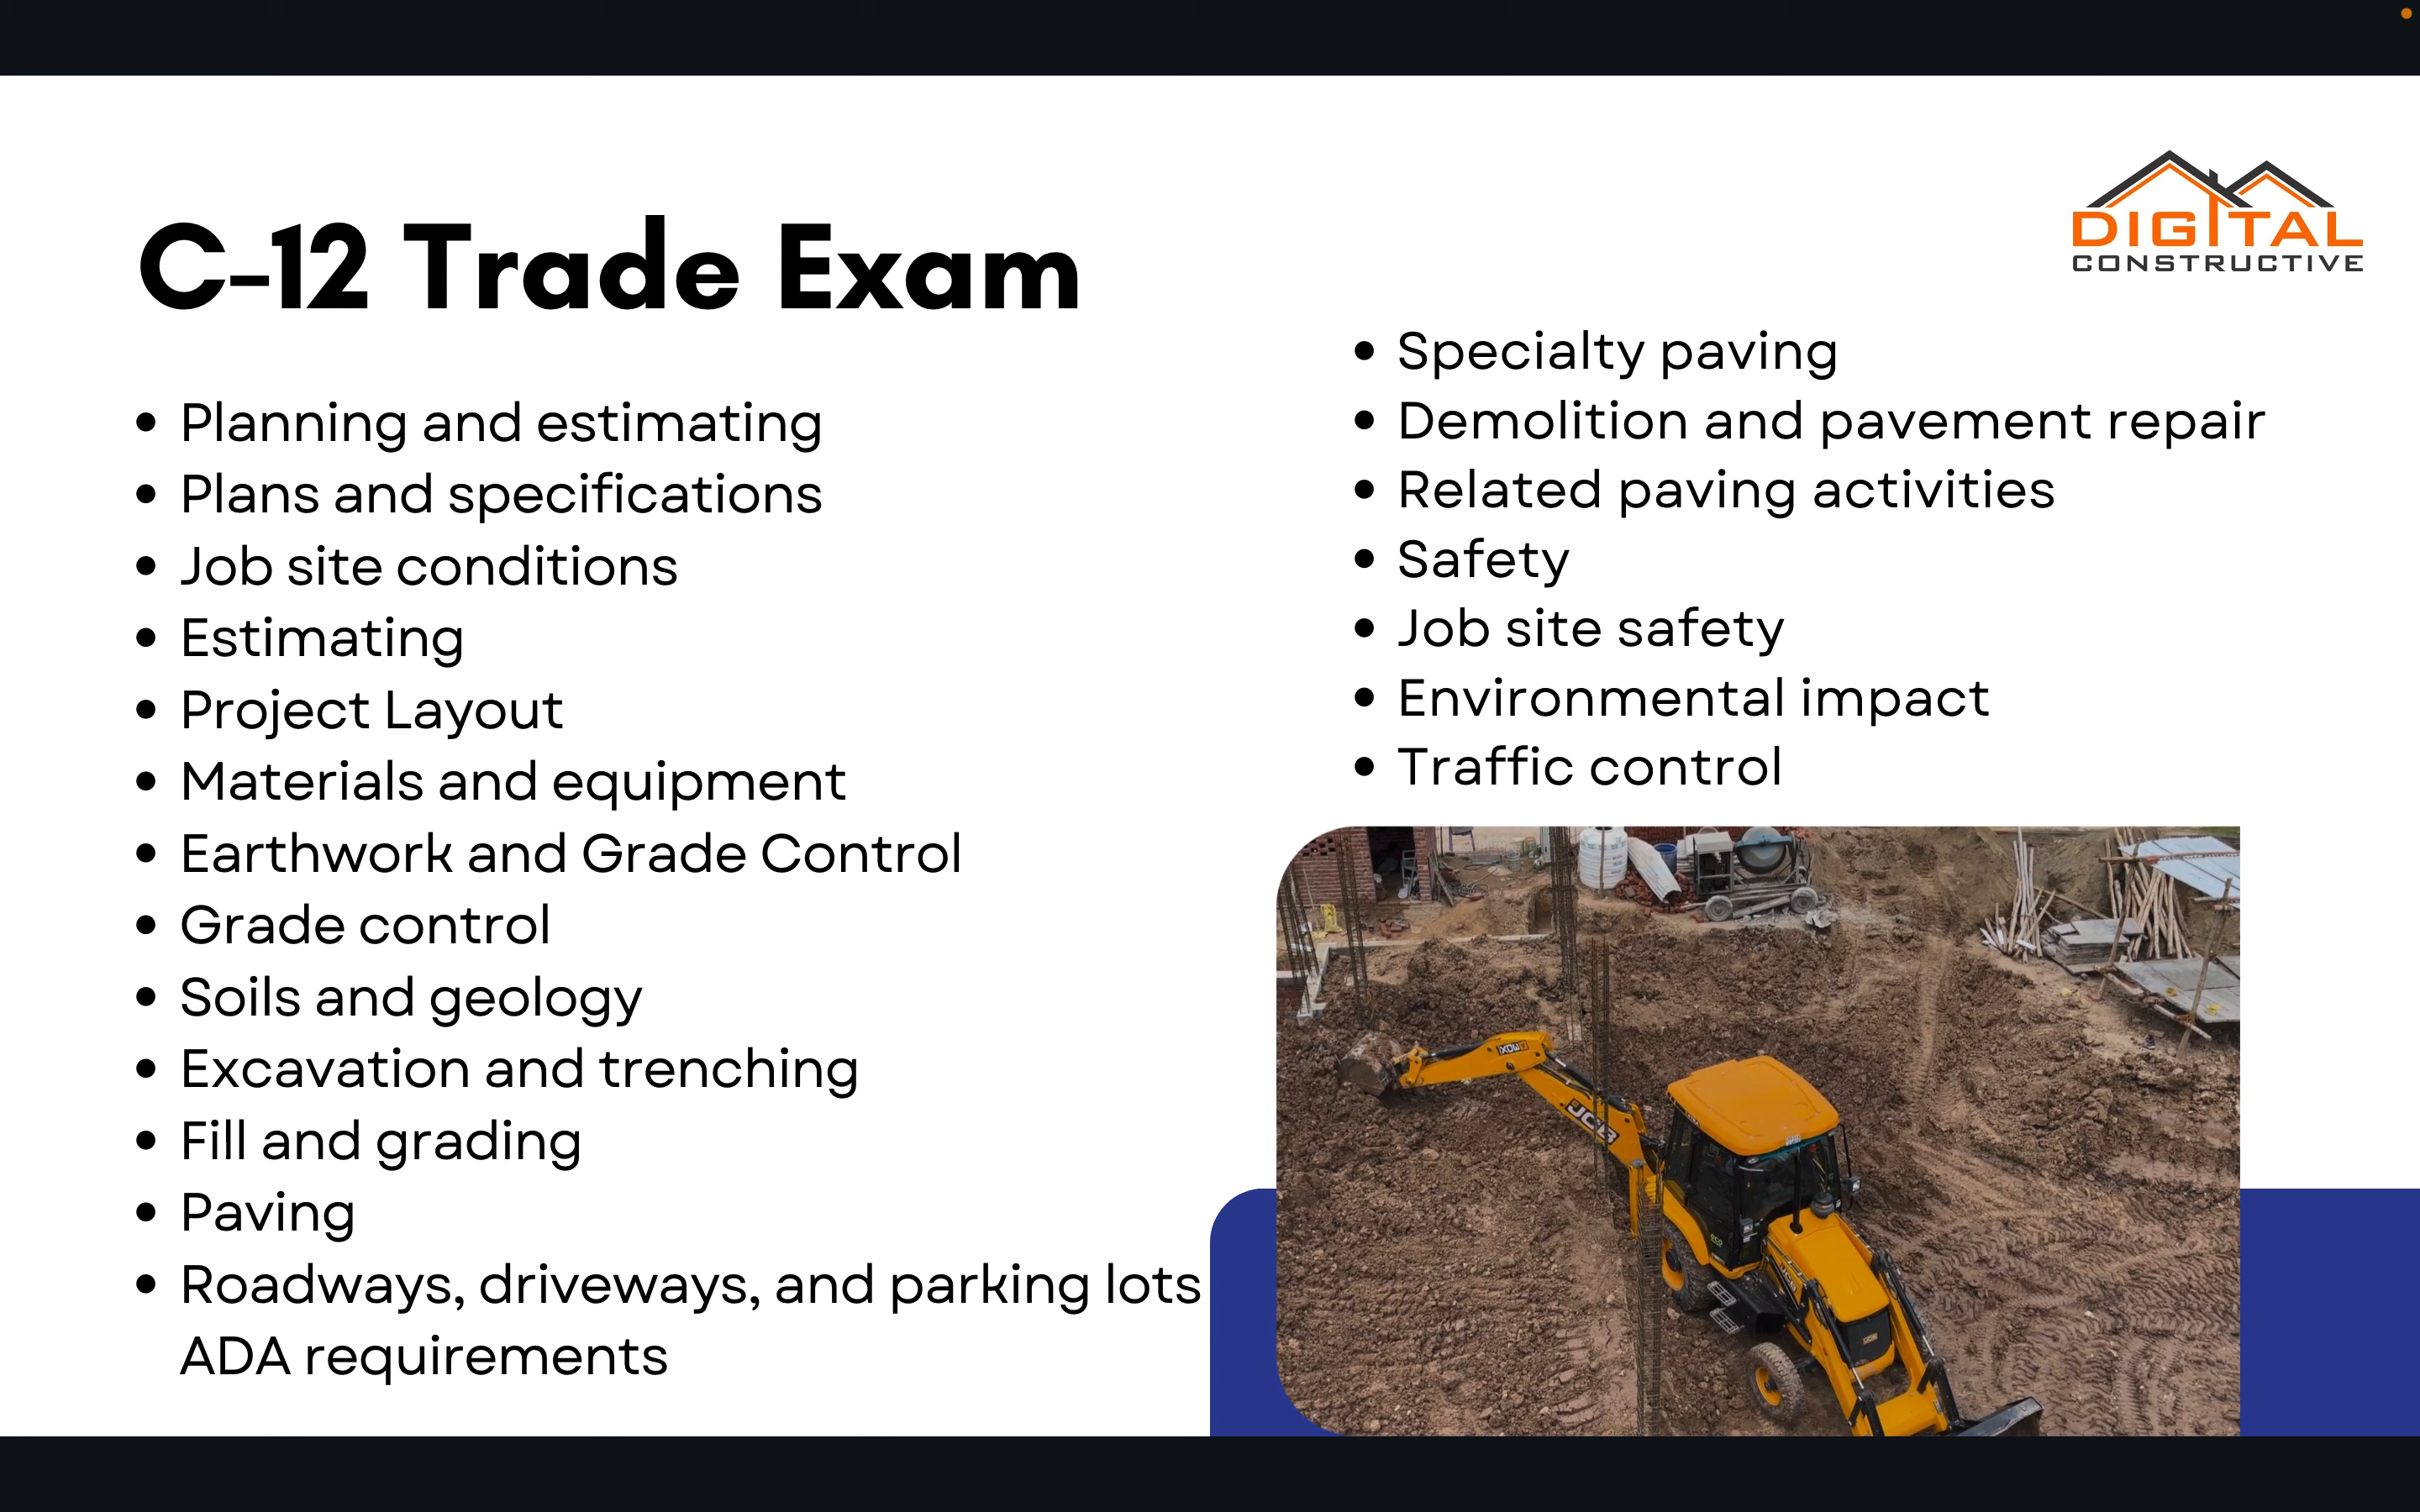 C-12 Trade Exam
DIGITAL
CONSTRUCTIVE
• Planning and estimating
• Plans and specifications
• Job site conditions
• Estimating
• Project Layout
• Materials and equipment
• Earthwork and Grade Control
• Grade control
• Soils and geology
• Excavation and trenching
• Fill and grading
• Paving
• Roadways, driveways, and parking lots
ADA requirements
• Specialty paving
• Demolition and pavement repair
• Related paving activities
• Safety
• Job site safety
• Environmental impact
• Traffic control
JCB